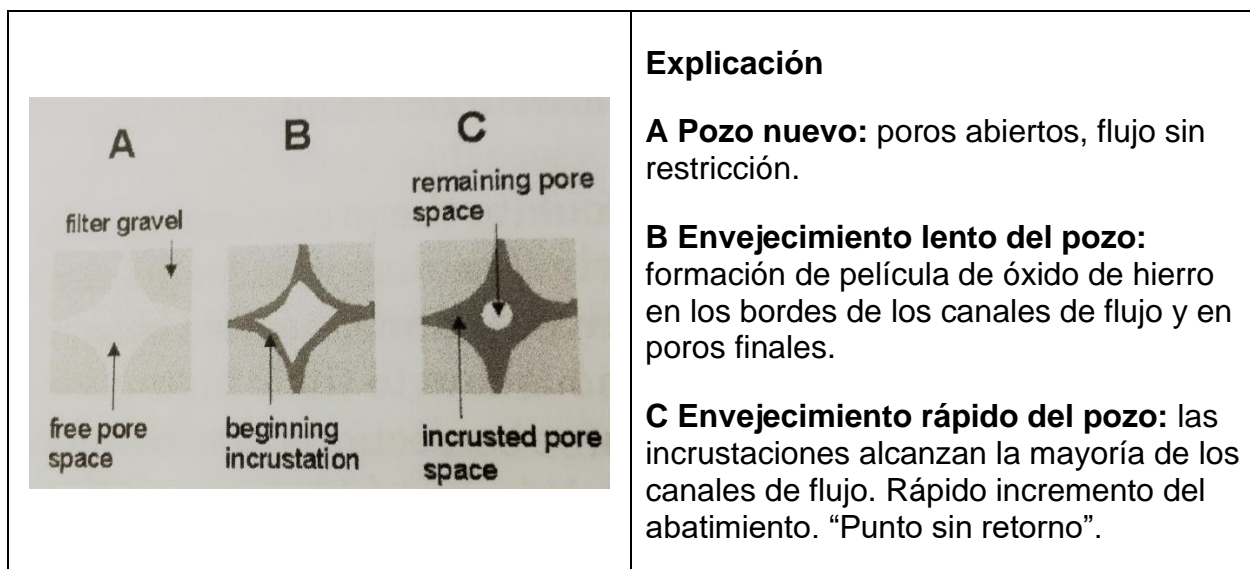 A
B
C
remaining pore
space
filter gravel
free pore
space
beginning
incrustation
incrusted pore
space
Explicación
A Pozo nuevo: poros abiertos, flujo sin
restricción.
B Envejecimiento lento del pozo:
formación de película de óxido de hierro
en los bordes de los canales de flujo y en
poros finales.
C Envejecimiento rápido del pozo: las
incrustaciones alcanzan la mayoría de los
canales de flujo. Rápido incremento del
abatimiento. “Punto sin retorno”.